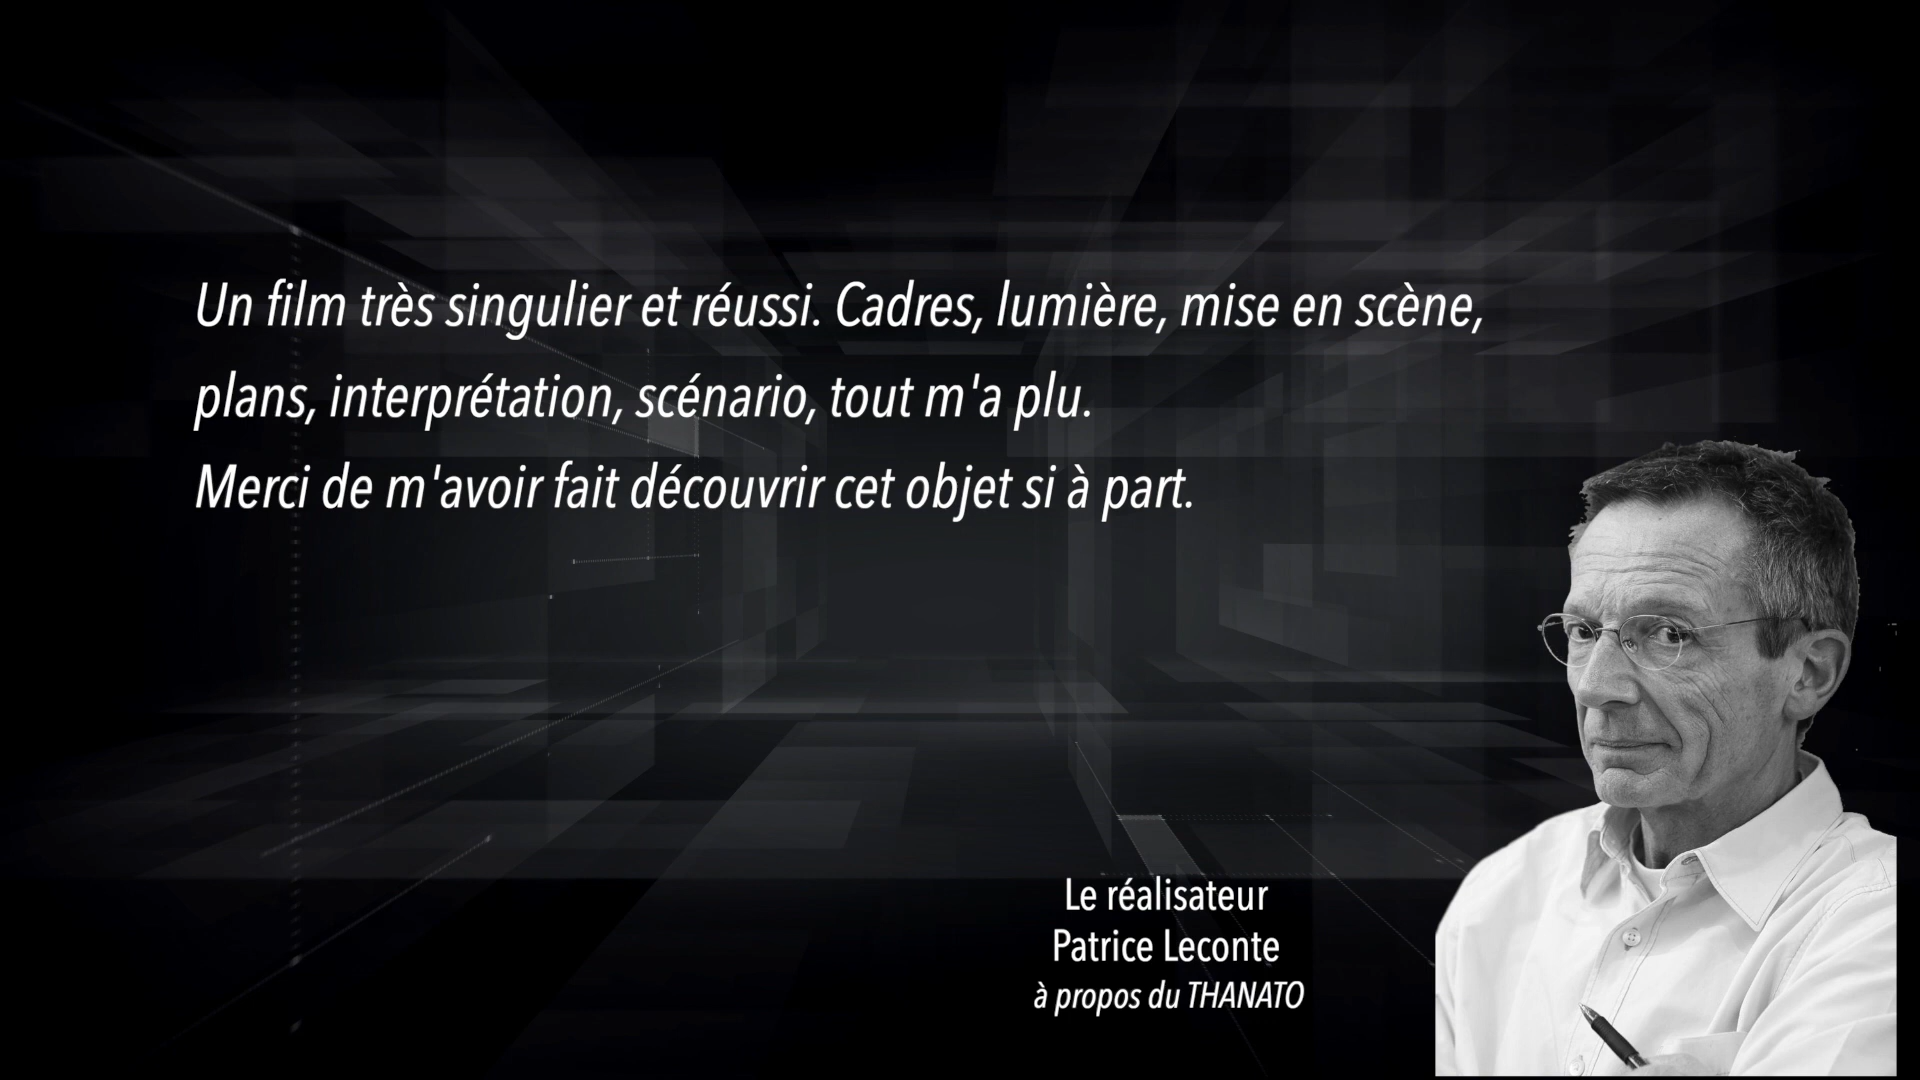 Un film très singulier et réussi. Cadres, lumière, mise en scène,
plans, interprétation, scénario, tout m'a plu.
Merci de m'avoir fait découvrir cet objet si à part.
Le réalisateur
Patrice Leconte
à propos du THANATO